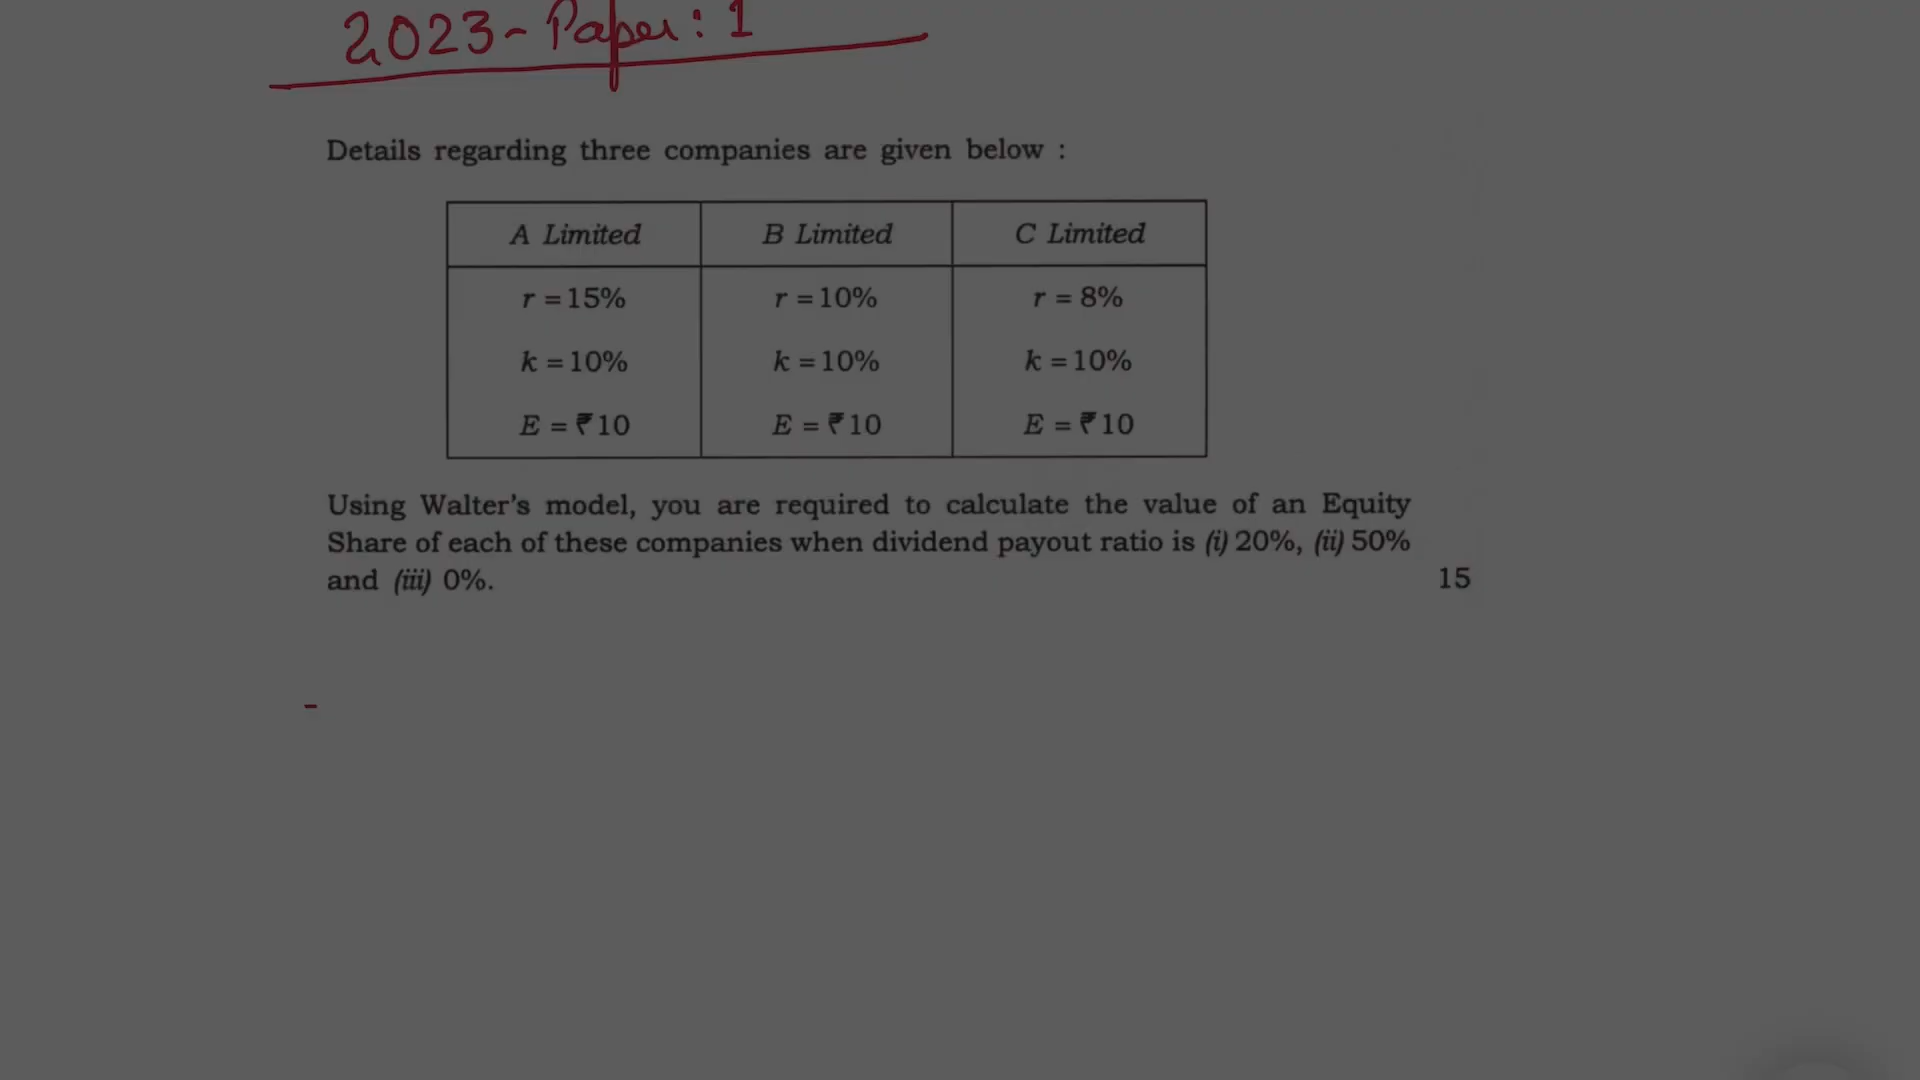 2023 - Paper : 1
Details regarding three companies are given below :
A Limited B Limited C Limited
r = 15% r = 10% r = 8%
k = 10% k = 10% k = 10%
E = ₹ 10 E = ₹ 10 E = ₹ 10
Using Walter's model, you are required to calculate the value of an Equity
Share of each of these companies when dividend payout ratio is (i) 20%, (ii) 50%
and (iii) 0%. 15